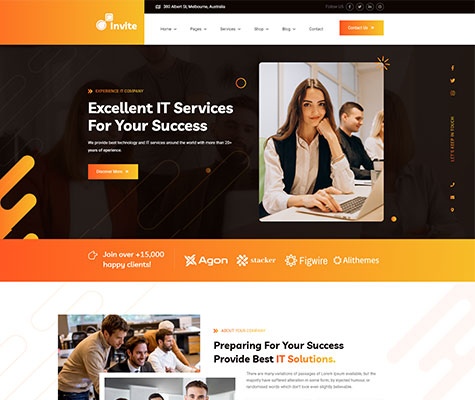 380 Albert St, Melbourne, Australia
Follow US
Invite
Home
Pages
Services
Shop
Blog
Contact
Contact Us
EXPERIENCE IT COMPANY
Excellent IT Services
For Your Success
We provide best technology and IT services around the world with more than 25+
years of xperience.
Discover More
LET'S KEEP IN TOUCH
Join over +15,000
happy clients!
Agon
stacker
Figwire
Alithemes
ABOUT YOUR COMPANY
Preparing For Your Success
Provide Best IT Solutions.
There are many variations of passages of Lorem Ipsum available, but the
majority have suffered alteration in some form, by injected humour, or
randomised words which don't look even slightly believable.